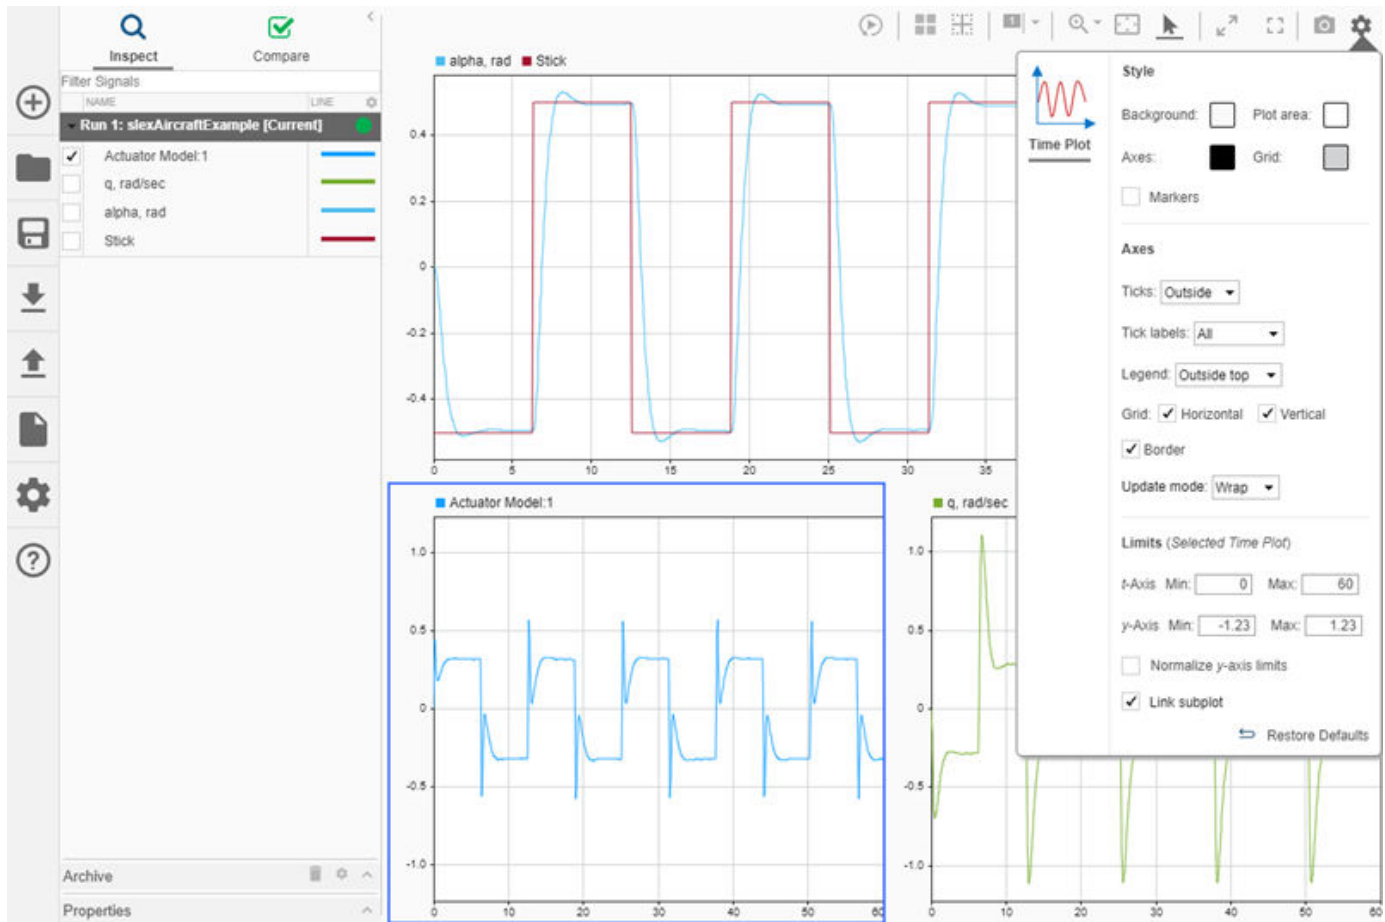 Inspect
Compare
Filter Signals
NAME
LINE
Run 1: slexAircraftExample [Current]
Actuator Model:1
q, rad/sec
alpha, rad
Stick
Archive
Properties
1
alpha, rad
Stick
0.4
0.2
0
-0.2
-0.4
0 5 10 15 20 25 30 35
Actuator Model:1
1.0
0.5
0
-0.5
-1.0
0 10 20 30 40 50 60
q, rad/sec
1.0
0.5
0
-0.5
-1.0
0 10 20 30 40 50 60
Time Plot
Style
Background: Plot area:
Axes: Grid:
Markers
Axes
Ticks: Outside
Tick labels: All
Legend: Outside top
Grid: Horizontal Vertical
Border
Update mode: Wrap
Limits (Selected Time Plot)
t-Axis Min: 0 Max: 60
y-Axis Min: -1.23 Max: 1.23
Normalize y-axis limits
Link subplot
Restore Defaults